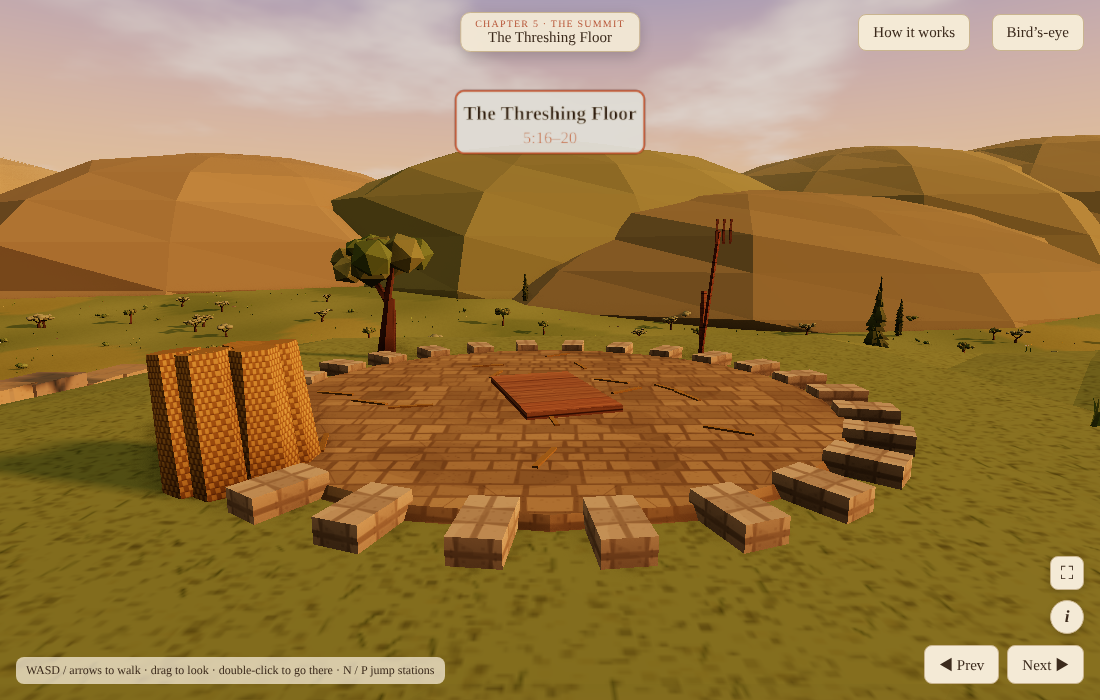 CHAPTER 5 · THE SUMMIT
The Threshing Floor
How it works
Bird’s-eye
The Threshing Floor
5:16–20
i
WASD / arrows to walk · drag to look · double-click to go there · N / P jump stations
◀ Prev
Next ▶